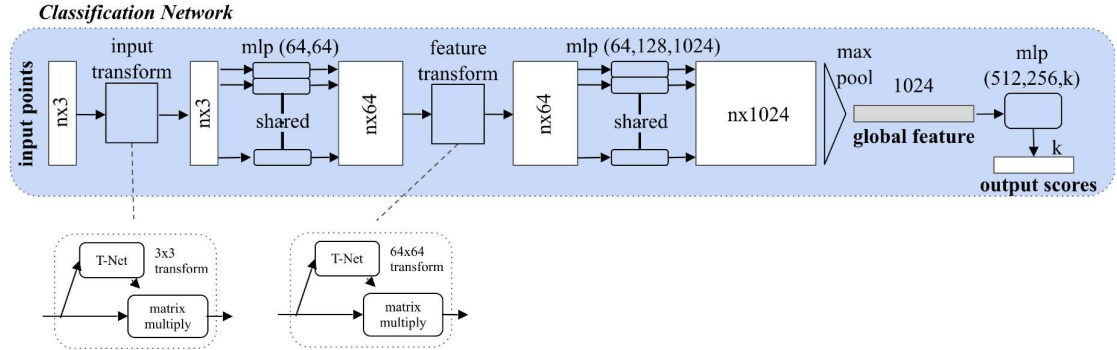 Classification Network
input points
nx3
input
transform
nx3
mlp (64,64)
shared
nx64
feature
transform
nx64
mlp (64,128,1024)
shared
nx1024
max
pool
1024
global feature
mlp
(512,256,k)
k
output scores
T-Net
3x3
transform
matrix
multiply
T-Net
64x64
transform
matrix
multiply